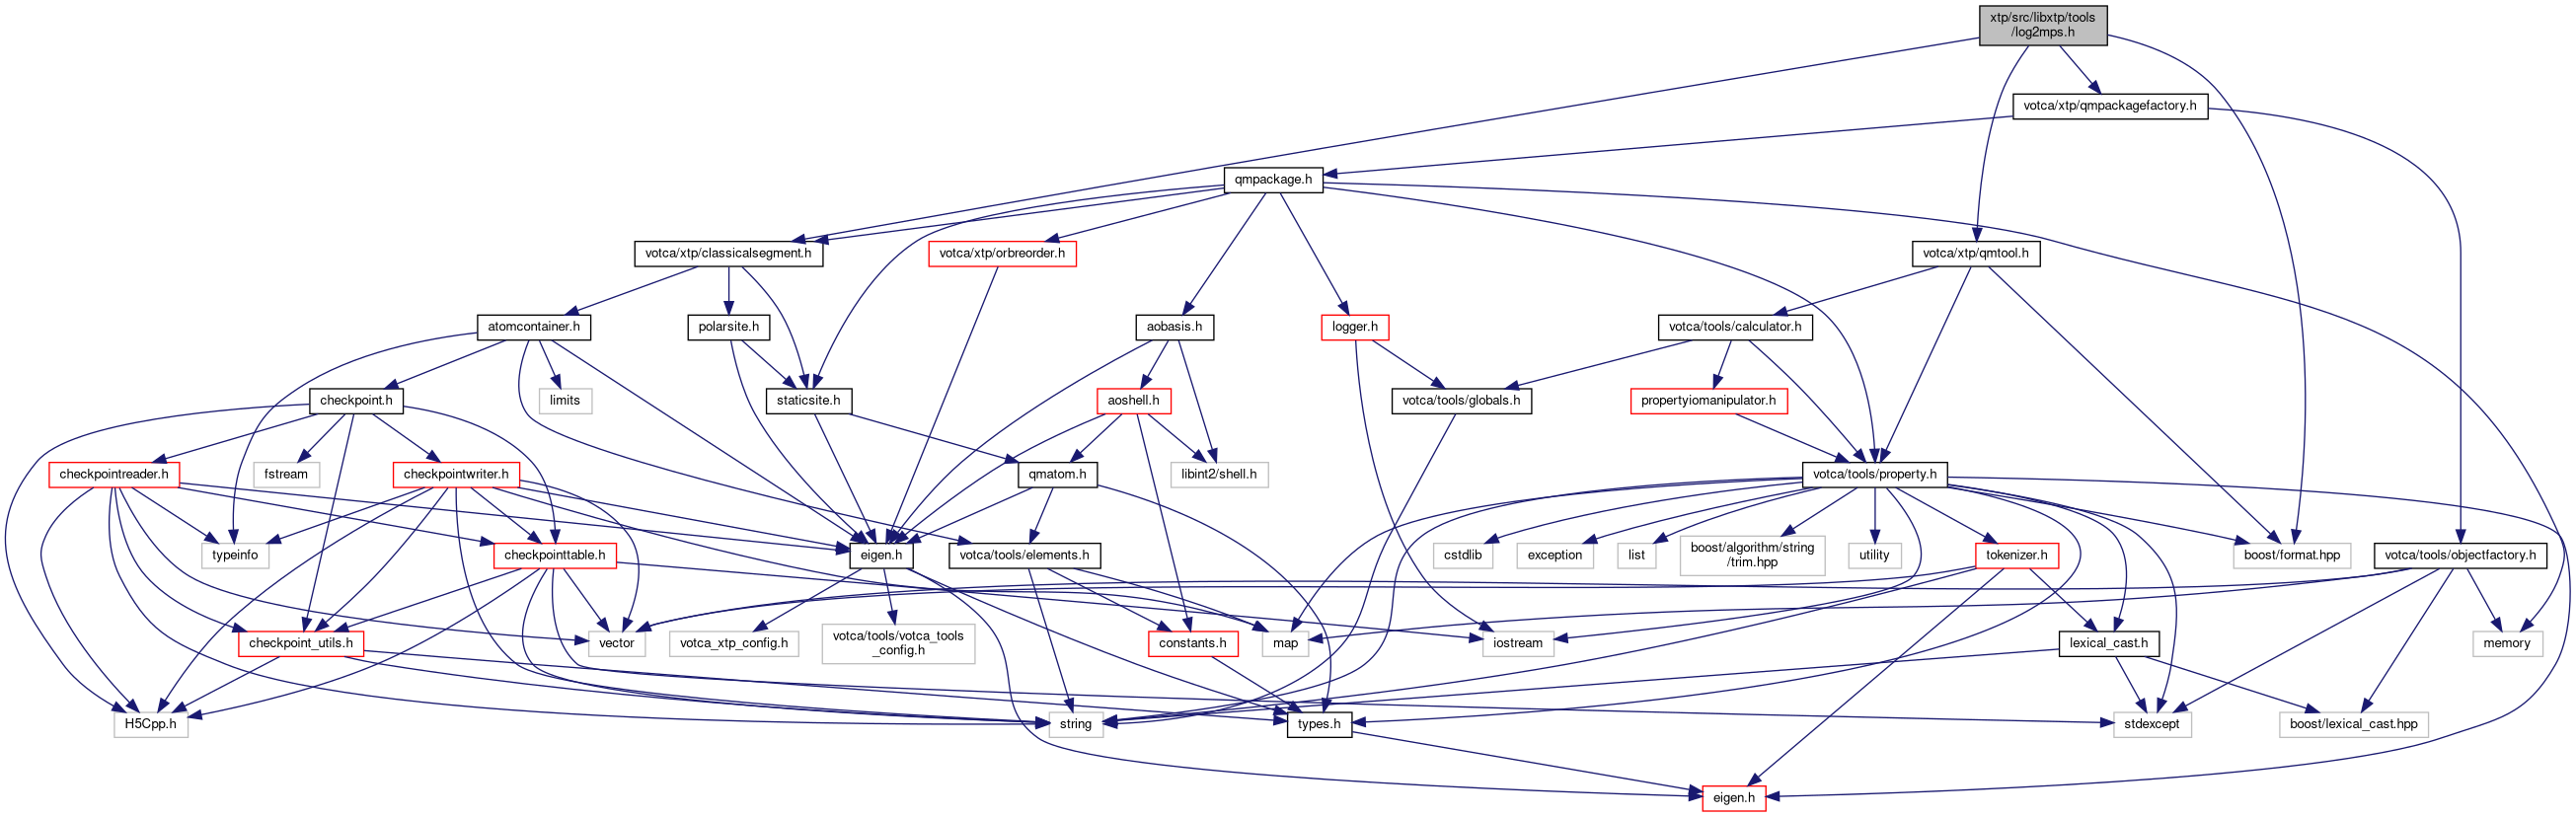 xtp/src/libxtp/tools
/log2mps.h
votca/xtp/qmpackagefactory.h
qmpackage.h
votca/xtp/classicalsegment.h
votca/xtp/orbreorder.h
votca/xtp/qmtool.h
atomcontainer.h
polarsite.h
aobasis.h
logger.h
votca/tools/calculator.h
checkpoint.h
limits
staticsite.h
aoshell.h
votca/tools/globals.h
propertyiomanipulator.h
checkpointreader.h
fstream
checkpointwriter.h
qmatom.h
libint2/shell.h
votca/tools/property.h
typeinfo
checkpointtable.h
eigen.h
votca/tools/elements.h
cstdlib
exception
list
boost/algorithm/string
/trim.hpp
utility
tokenizer.h
boost/format.hpp
votca/tools/objectfactory.h
checkpoint_utils.h
vector
votca_xtp_config.h
votca/tools/votca_tools
_config.h
constants.h
map
iostream
lexical_cast.h
memory
H5Cpp.h
string
types.h
stdexcept
boost/lexical_cast.hpp
eigen.h